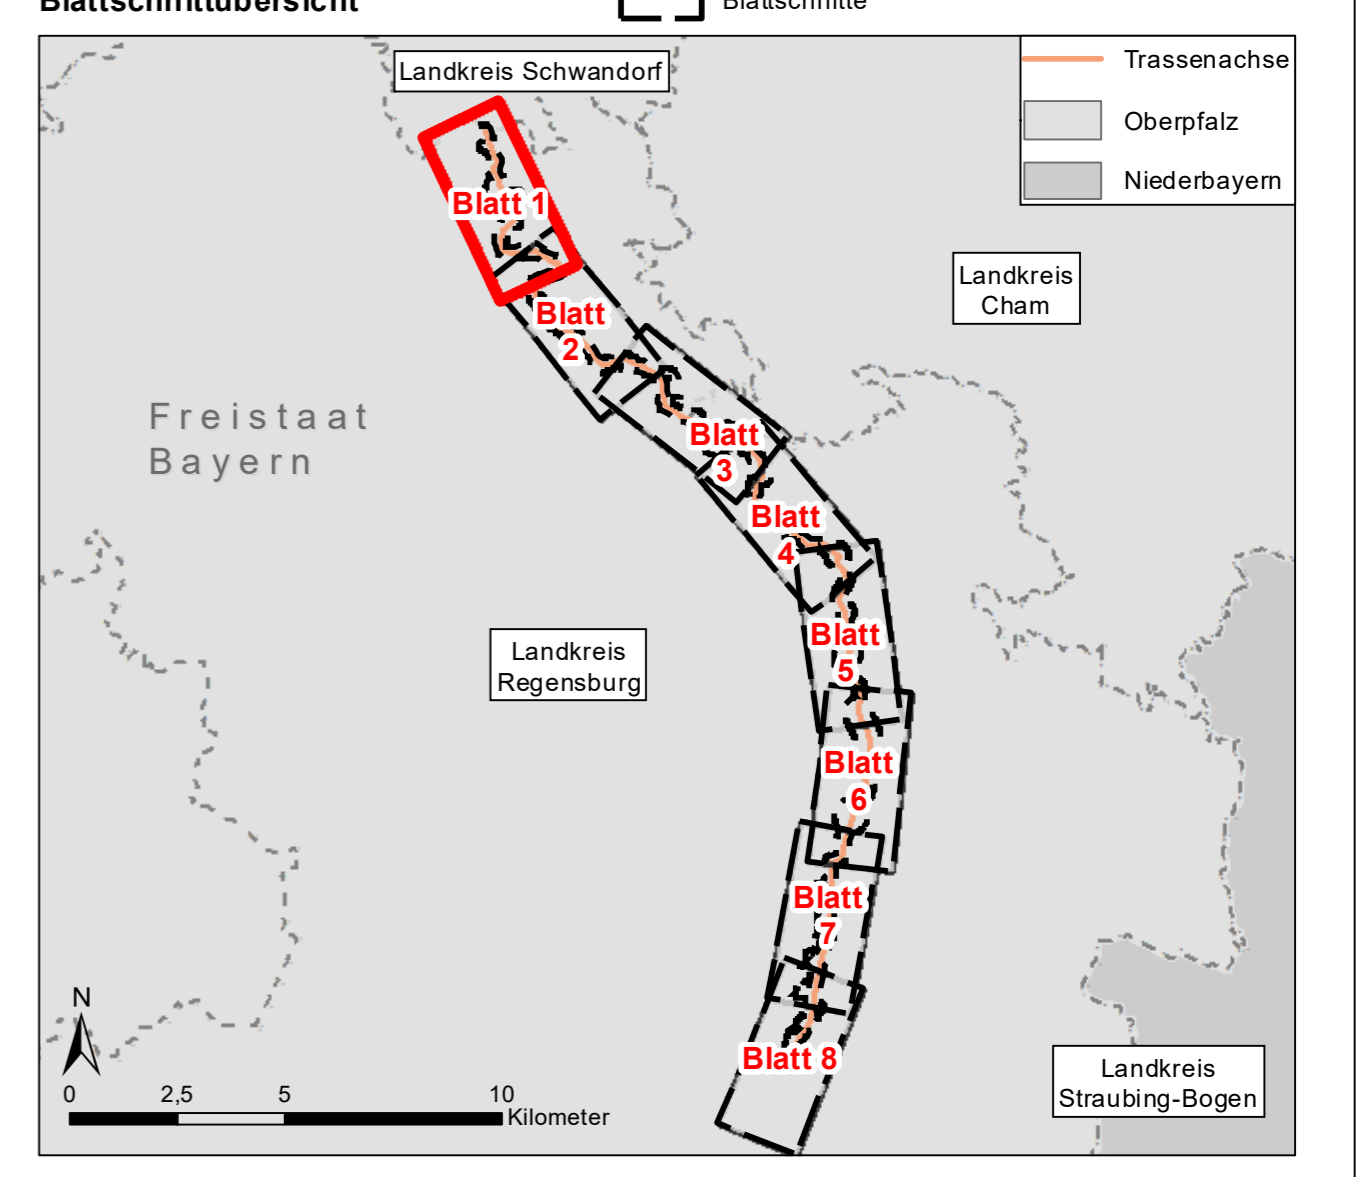 Blattschnittübersicht
Blattschnitte
Landkreis Schwandorf
Trassenachse
Oberpfalz
Niederbayern
Blatt 1
Landkreis
Cham
Blatt
2
Freistaat
Bayern
Blatt
3
Blatt
4
Blatt
5
Landkreis
Regensburg
Blatt
6
Blatt
7
N
Blatt 8
Landkreis
Straubing-Bogen
0 2,5 5 10
Kilometer